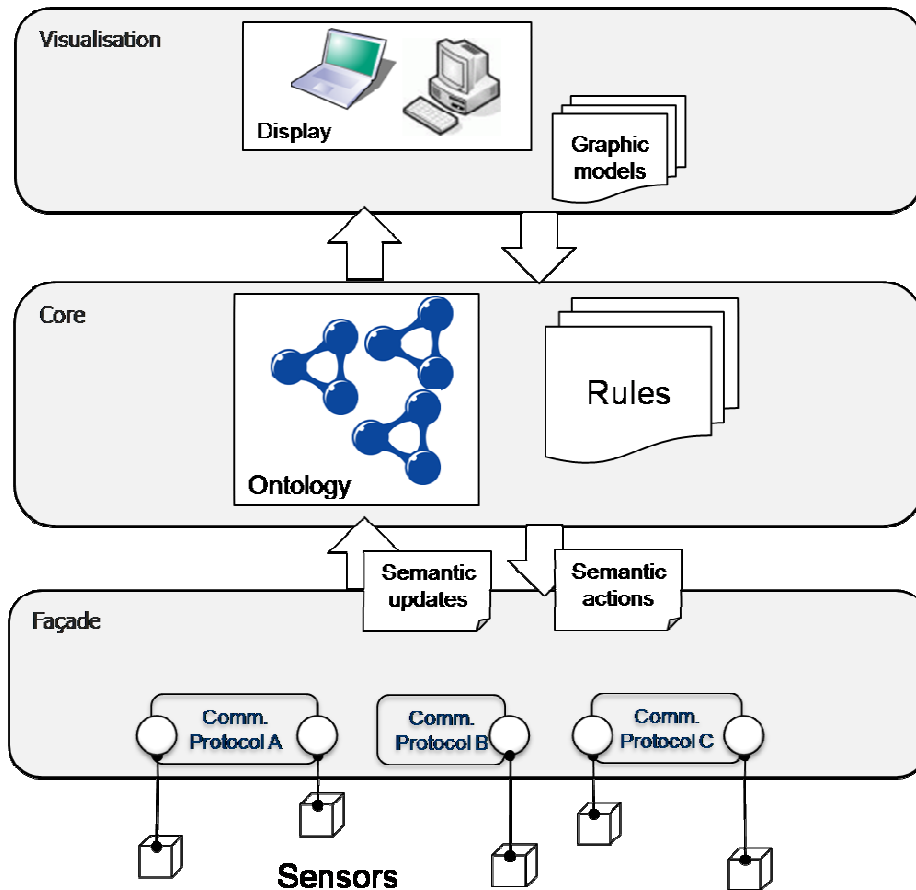 Visualisation
Display
Graphic
models
Core
Ontology
Rules
Semantic
updates
Semantic
actions
Façade
Comm.
Protocol A
Comm.
Protocol B
Comm.
Protocol C
Sensors